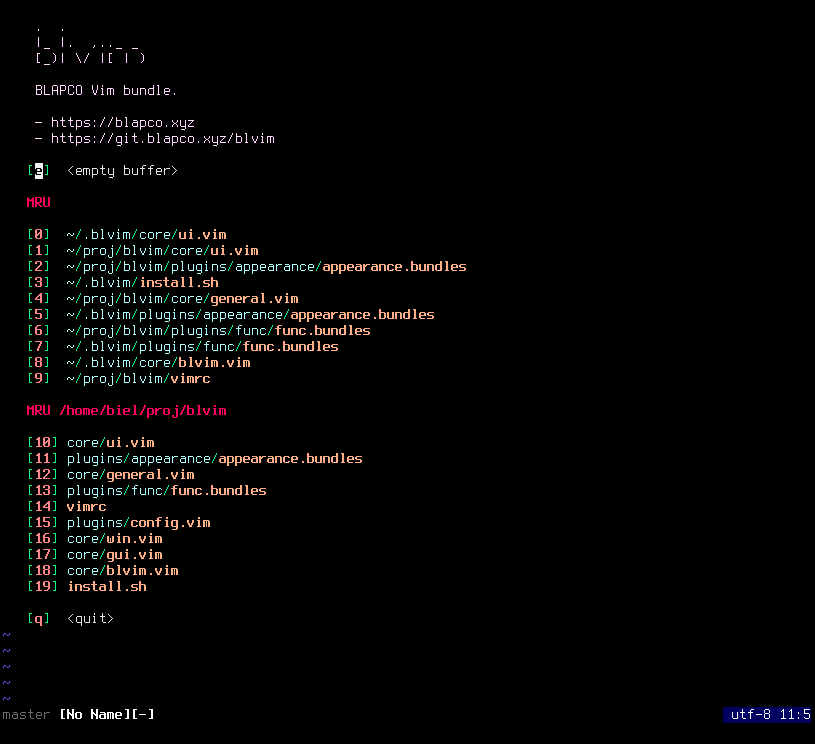 .  .
|_ |.  ,.._ _
[_)| \/ |[ | )
BLAPCO Vim bundle.
- https://blapco.xyz
- https://git.blapco.xyz/blvim
[e]  <empty buffer>
MRU
[0]  ~/.blvim/core/ui.vim
[1]  ~/proj/blvim/core/ui.vim
[2]  ~/proj/blvim/plugins/appearance/appearance.bundles
[3]  ~/.blvim/install.sh
[4]  ~/proj/blvim/core/general.vim
[5]  ~/.blvim/plugins/appearance/appearance.bundles
[6]  ~/proj/blvim/plugins/func/func.bundles
[7]  ~/.blvim/plugins/func/func.bundles
[8]  ~/.blvim/core/blvim.vim
[9]  ~/proj/blvim/vimrc
MRU /home/biel/proj/blvim
[10] core/ui.vim
[11] plugins/appearance/appearance.bundles
[12] core/general.vim
[13] plugins/func/func.bundles
[14] vimrc
[15] plugins/config.vim
[16] core/win.vim
[17] core/gui.vim
[18] core/blvim.vim
[19] install.sh
[q]  <quit>
~
~
~
~
~
master [No Name][-] utf-8 11:5